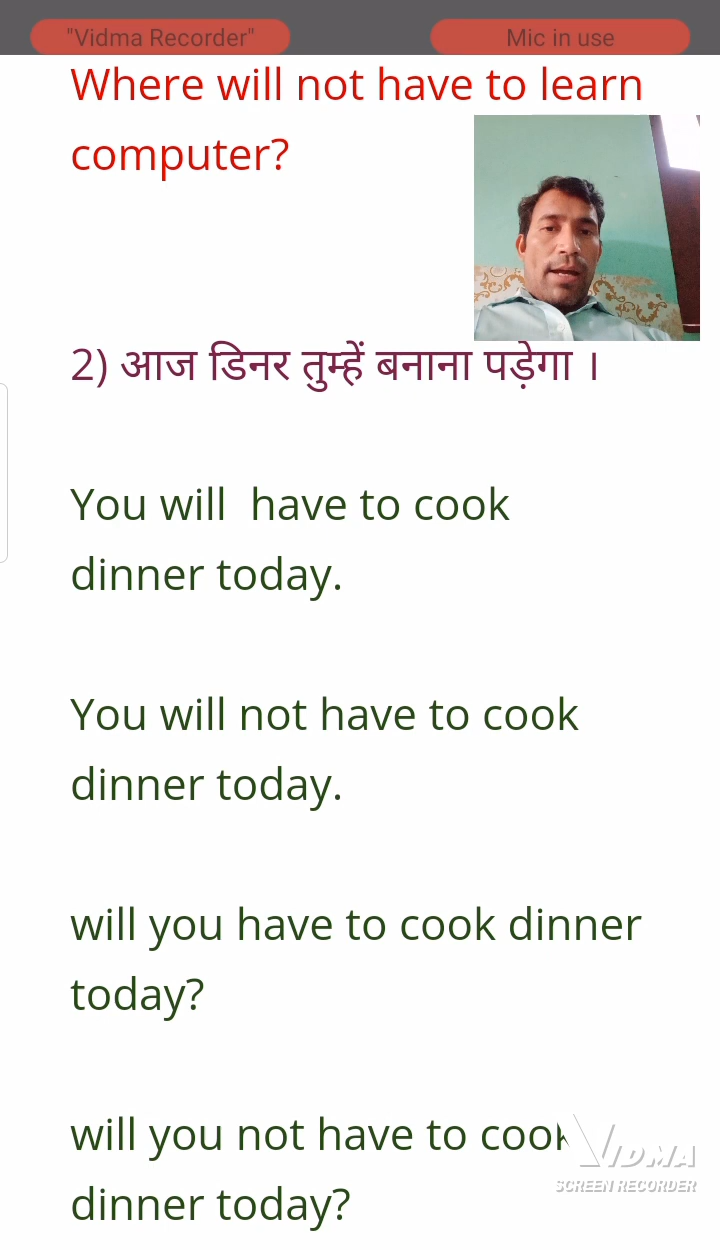 "Vidma Recorder" Mic in use
Where will not have to learn
computer?
2) आज डिनर तुम्हें बनाना पड़ेगा ।
You will have to cook
dinner today.
You will not have to cook
dinner today.
will you have to cook dinner
today?
will you not have to cook
dinner today?
VIDMA
SCREEN RECORDER